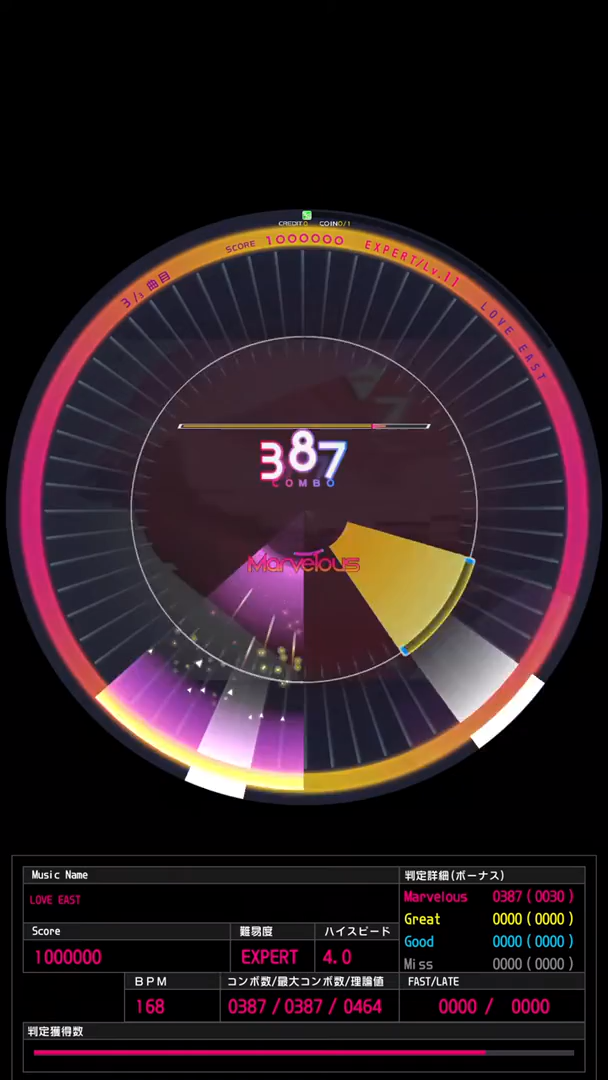 CREDIT0 COIN0/1
3/3 曲目 SCORE 1000000 EXPERT/Lv.11 LOVE EAST
387
COMBO
Marvelous
Music Name
LOVE EAST
判定詳細(ボーナス)
Marvelous 0387 ( 0030 )
Great 0000 ( 0000 )
Good 0000 ( 0000 )
Miss 0000 ( 0000 )
Score 難易度 ハイスピード
1000000 EXPERT 4.0
BPM コンボ数/最大コンボ数/理論値 FAST/LATE
168 0387 / 0387 / 0464 0000 / 0000
判定獲得数